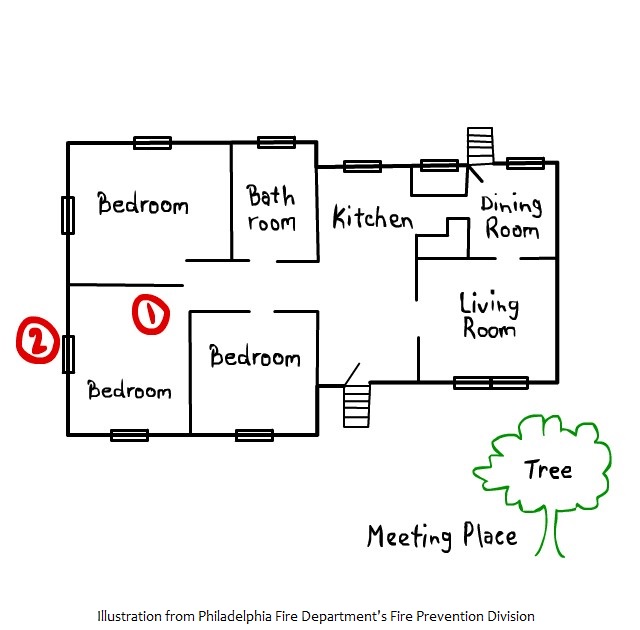 Bedroom
Bath
room
Kitchen
Dining
Room
1
2
Living
Room
Bedroom
Bedroom
Tree
Meeting Place
Illustration from Philadelphia Fire Department's Fire Prevention Division